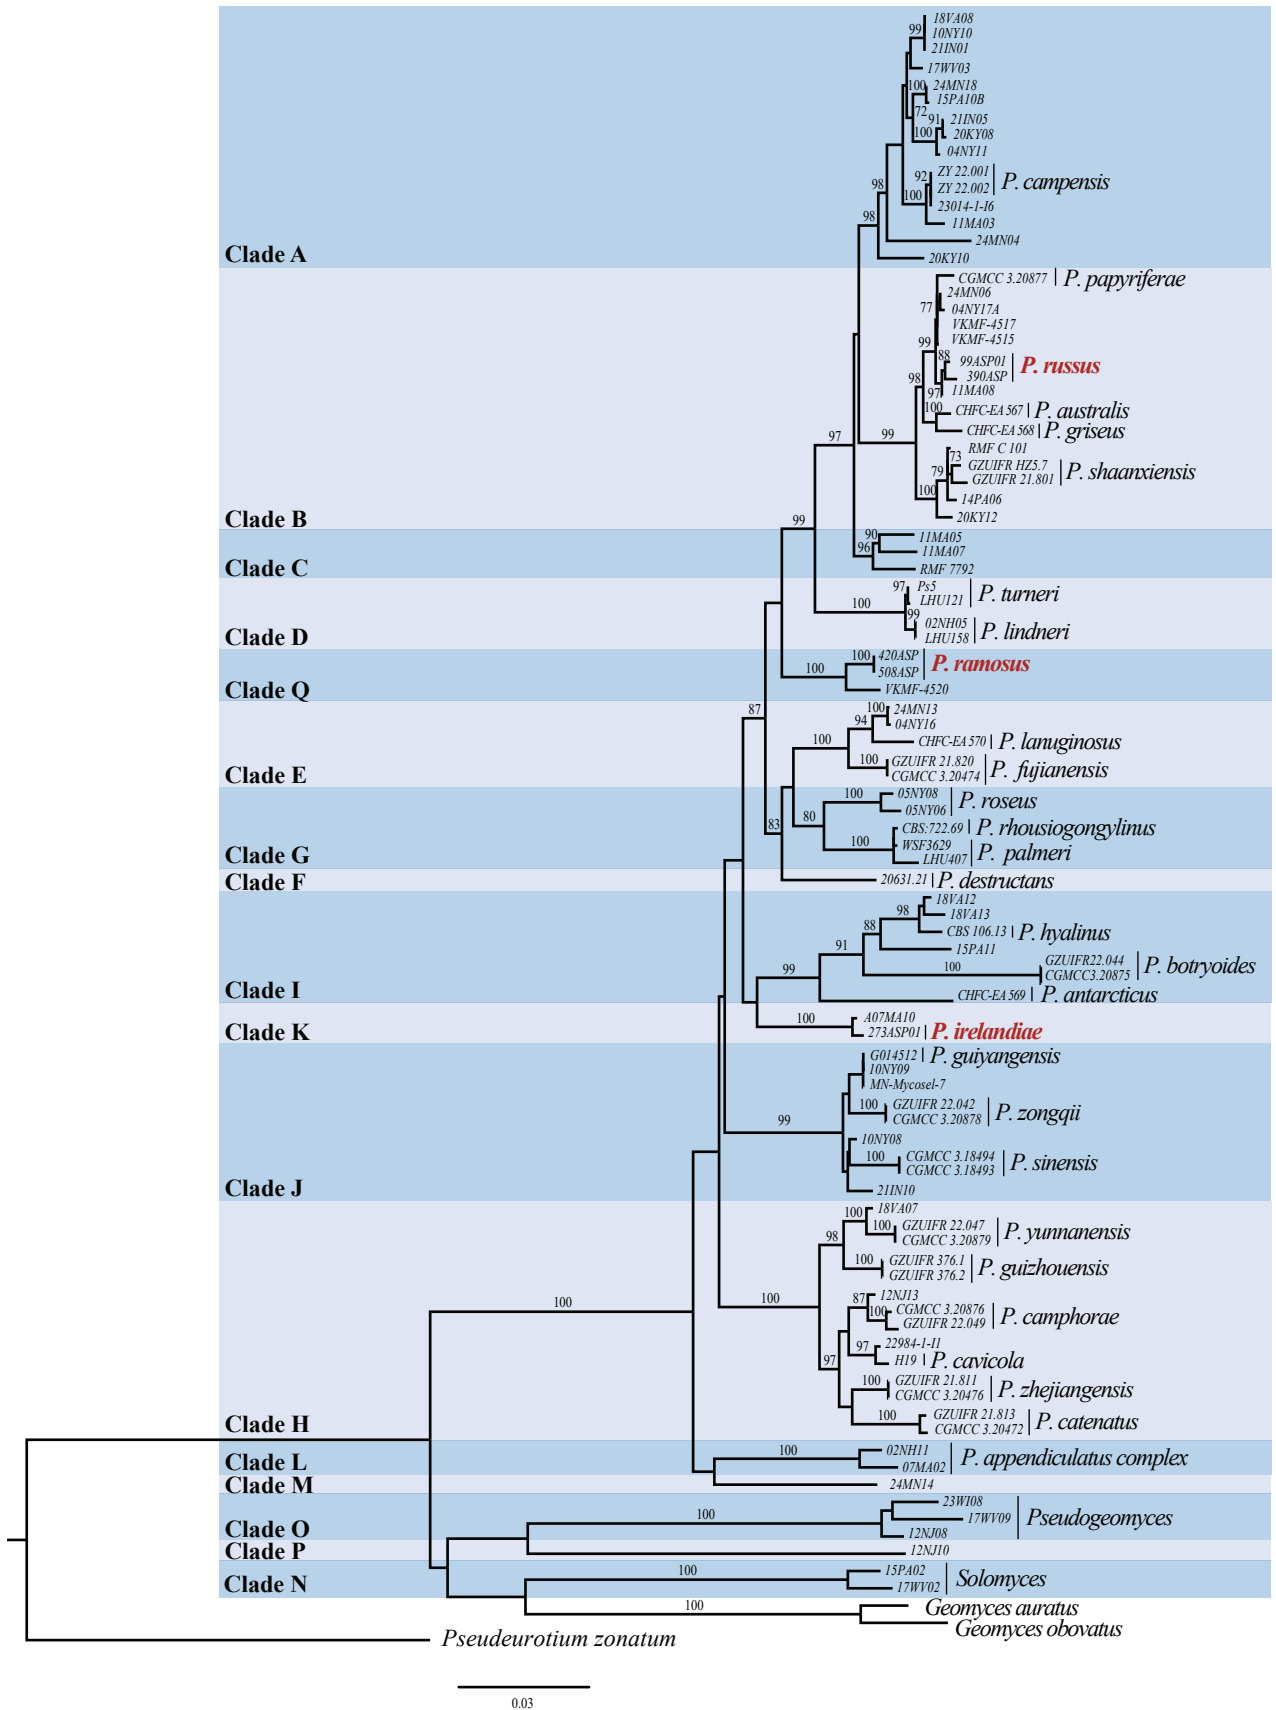 18VA08
99
10NY10
21IN01
17WV03
100
24MN18
15PA10B
72
91
21IN05
100
20KY08
04NY11
92
ZY 22.001
ZY 22.002
P. campensis
98
100
23014-1-I6
98
11MA03
24MN04
Clade A
20KY10
CGMCC 3.20877
P. papyriferae
24MN06
77
04NY17A
VKMF-4517
VKMF-4515
99
88
99ASP01
390ASP
P. russus
98
97
11MA08
100
CHFC-EA 567
P. australis
97
99
CHFC-EA 568
P. griseus
RMF C 101
73
GZUIFR HZ5.7
79
GZUIFR 21.801
P. shaanxiensis
100
14PA06
Clade B
99
20KY12
90
11MA05
96
11MA07
Clade C
RMF 7792
97
Ps5
LHU121
P. turneri
100
99
02NH05
LHU158
P. lindneri
Clade D
100
420ASP
508ASP
P. ramosus
100
Clade Q
VKMF-4520
87
100
24MN13
94
04NY16
100
CHFC-EA 570
P. lanuginosus
100
GZUIFR 21.820
CGMCC 3.20474
P. fujianensis
Clade E
100
05NY08
05NY06
P. roseus
83
80
CBS:722.69
P. rhousiogongylinus
100
WSF3629
LHU407
P. palmeri
Clade G
Clade F
20631.21
P. destructans
18VA12
98
18VA13
88
CBS 106.13
P. hyalinus
91
15PA11
99
100
GZUIFR22.044
CGMCC3.20875
P. botryoides
Clade I
CHFC-EA 569
P. antarcticus
100
A07MA10
Clade K
273ASP01
P. irelandiae
G014512
P. guiyangensis
10NY09
MN-Mycosel-7
99
100
GZUIFR 22.042
CGMCC 3.20878
P. zongqii
10NY08
100
CGMCC 3.18494
CGMCC 3.18493
P. sinensis
Clade J
21IN10
100
18VA07
98
100
GZUIFR 22.047
CGMCC 3.20879
P. yunnanensis
100
GZUIFR 376.1
GZUIFR 376.2
P. guizhouensis
100
100
87
12NJ13
100
CGMCC 3.20876
GZUIFR 22.049
P. camphorae
97
97
22984-1-I1
H19
P. cavicola
100
GZUIFR 21.811
CGMCC 3.20476
P. zhejiangensis
100
GZUIFR 21.813
CGMCC 3.20472
P. catenatus
Clade H
100
02NH11
07MA02
P. appendiculatus complex
Clade L
Clade M
24MN14
23WI08
100
17WV09
Pseudogeomyces
Clade O
12NJ08
Clade P
12NJ10
100
15PA02
17WV02
Solomyces
Clade N
100
Geomyces auratus
Geomyces obovatus
Pseudeurotium zonatum
0.03